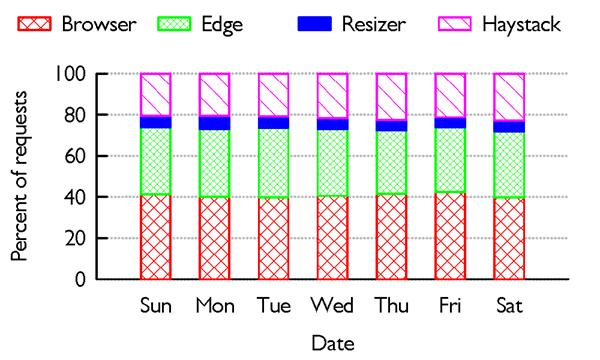 Browser Edge Resizer Haystack
Percent of requests
100
80
60
40
20
0
Sun Mon Tue Wed Thu Fri Sat
Date